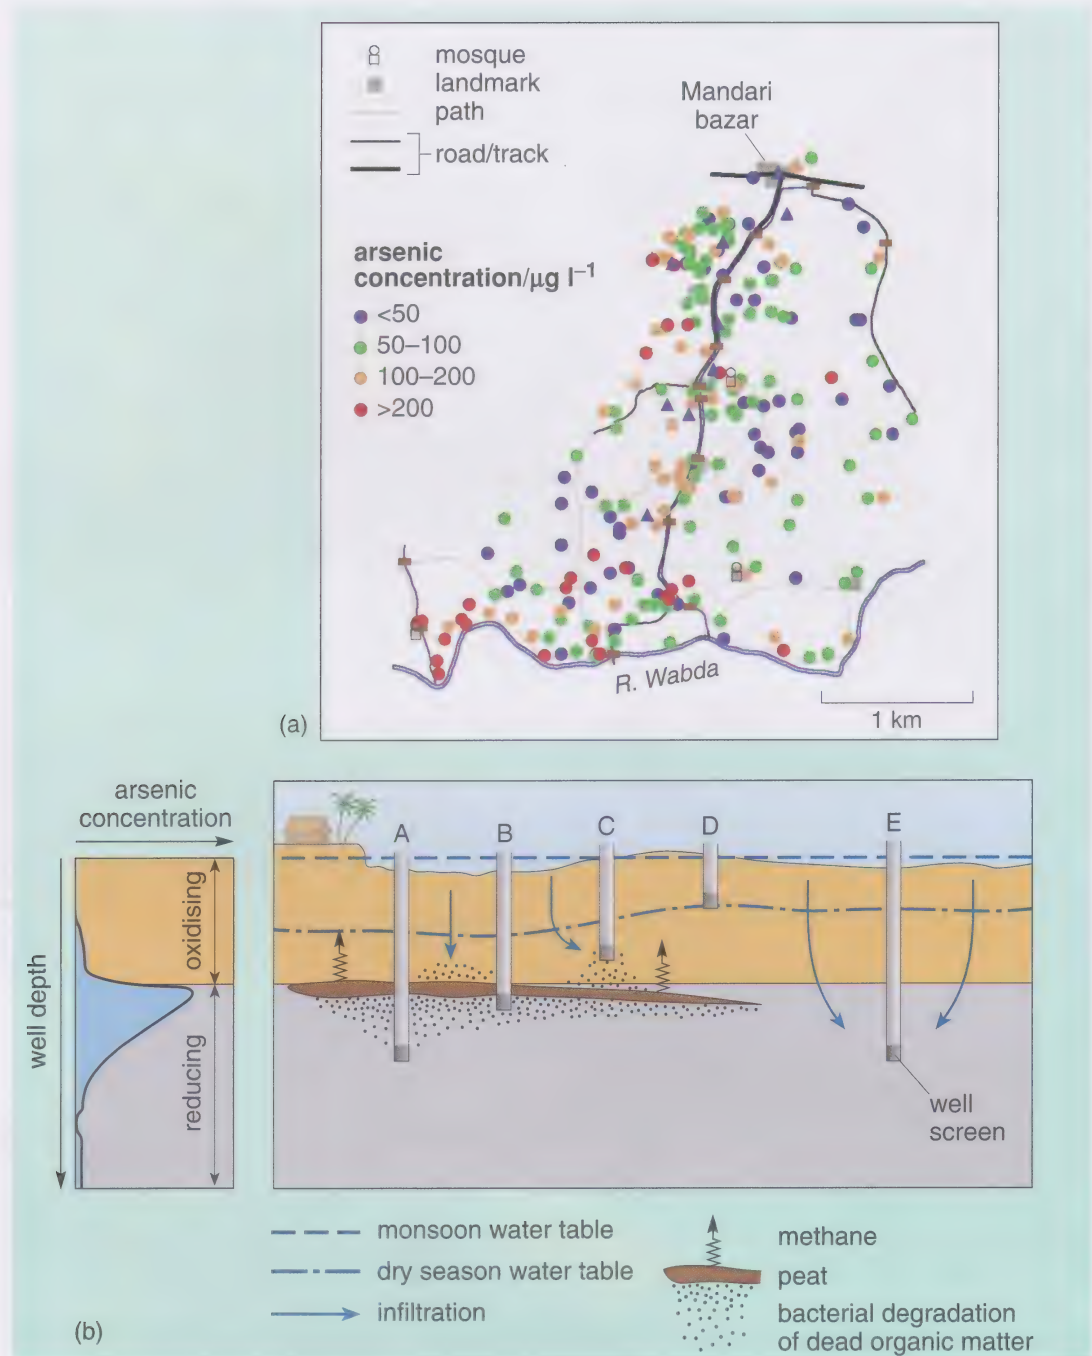 mosque
landmark
path
road/track
Mandari
bazar
arsenic
concentration/μg l⁻¹
<50
50–100
100–200
>200
R. Wabda
1 km
(a)
arsenic
concentration
well depth
oxidising
reducing
A
B
C
D
E
well
screen
monsoon water table
dry season water table
infiltration
methane
peat
bacterial degradation
of dead organic matter
(b)